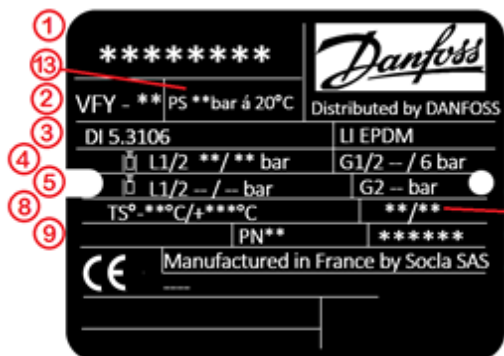 ①
********
Danfoss
⑬
② VFY - ** PS **bar á 20°C Distributed by DANFOSS
③ DI 5.3106 LI EPDM
④ L1/2 **/** bar G1/2 -- / 6 bar
⑤ L1/2 -- / -- bar G2 -- bar
⑧ TS°-**°C/+***°C **/**
⑨ PN** ******
CE Manufactured in France by Socla SAS
----